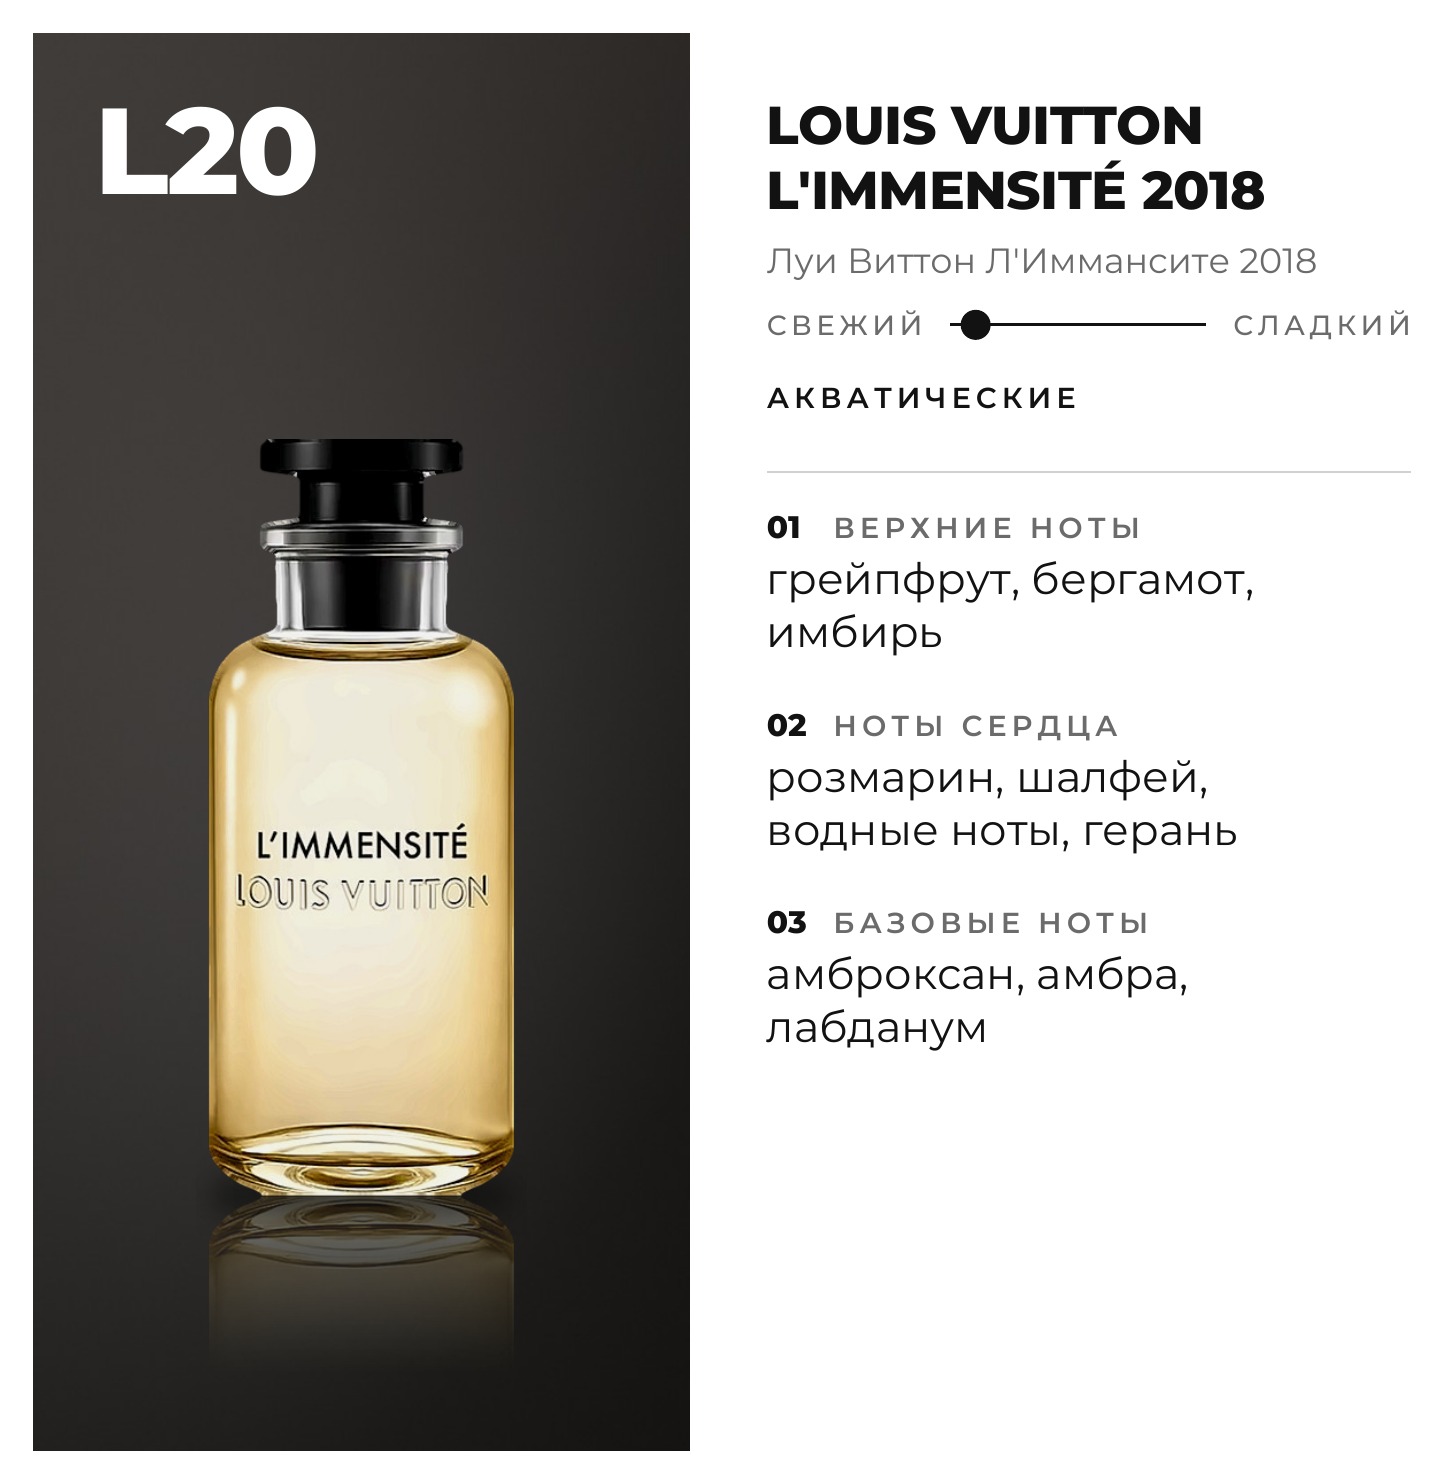 L20
LOUIS VUITTON
L'IMMENSITÉ 2018
Луи Виттон Л'Иммансите 2018
СВЕЖИЙ СЛАДКИЙ
АКВАТИЧЕСКИЕ
01 ВЕРХНИЕ НОТЫ
грейпфрут, бергамот,
имбирь
02 НОТЫ СЕРДЦА
розмарин, шалфей,
водные ноты, герань
03 БАЗОВЫЕ НОТЫ
амброксан, амбра,
лабданум
L’IMMENSITÉ
LOUIS VUITTON